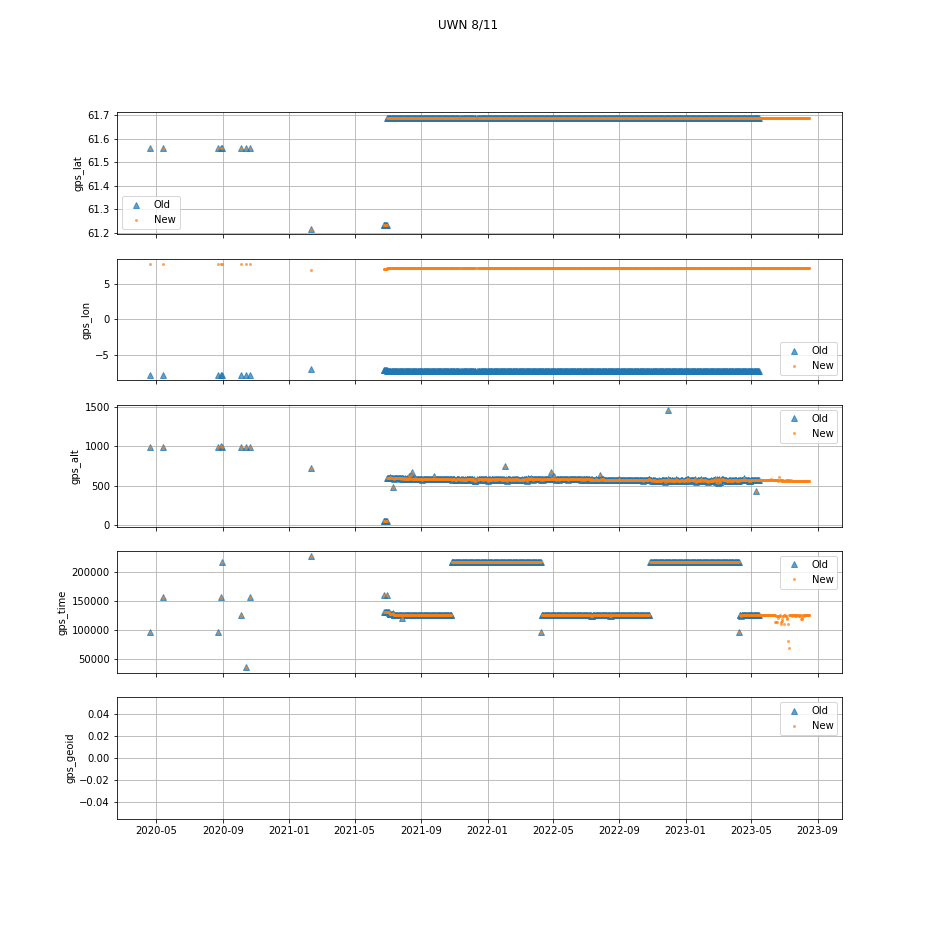 UWN 8/11
61.7
61.6
61.5
61.4
61.3
61.2
gps_lat
Old
New
5
0
−5
gps_lon
Old
New
1500
1000
500
0
gps_alt
Old
New
200000
150000
100000
50000
gps_time
Old
New
0.04
0.02
0.00
−0.02
−0.04
gps_geoid
Old
New
2020-05 2020-09 2021-01 2021-05 2021-09 2022-01 2022-05 2022-09 2023-01 2023-05 2023-09